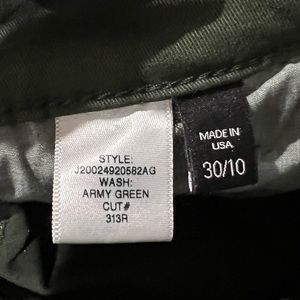 STYLE:
J20024920582AG
WASH:
ARMY GREEN
CUT#
313R
MADE IN
USA
30/10